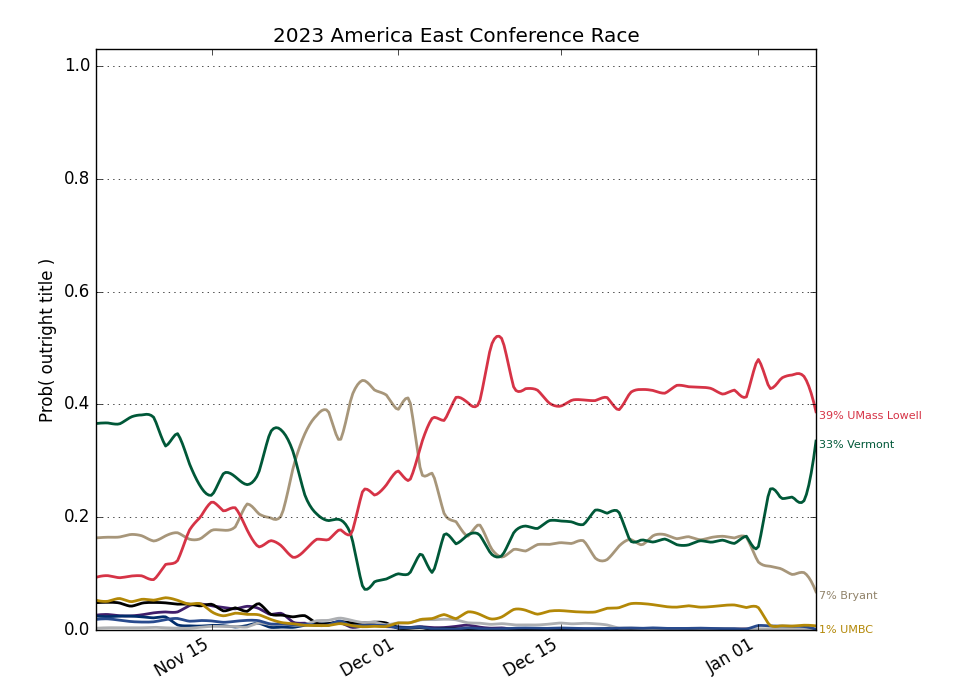 2023 America East Conference Race
Prob( outright title )
1.0
0.8
0.6
0.4
0.2
0.0
39% UMass Lowell
33% Vermont
7% Bryant
1% UMBC
Nov 15
Dec 01
Dec 15
Jan 01